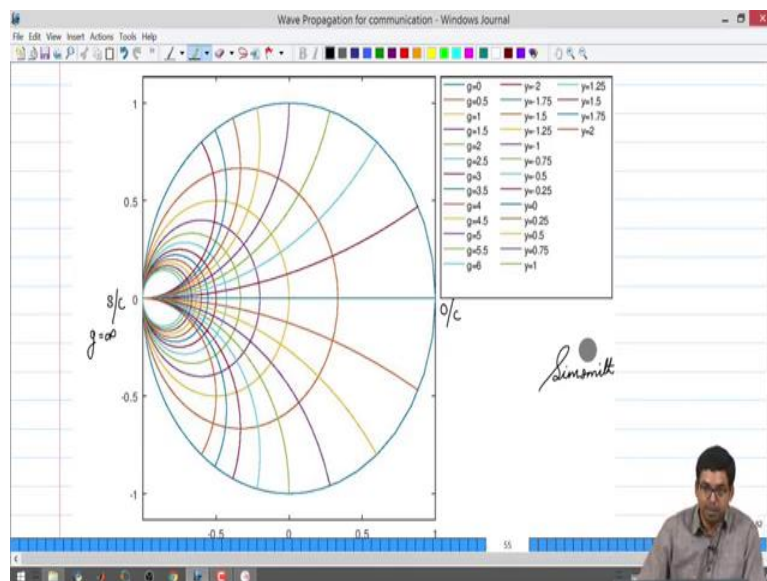 Wave Propagation for communication - Windows Journal
File Edit View Insert Actions Tools Help
g=0 y=-2 y=1.25
g=0.5 y=-1.75 y=1.5
g=1 y=-1.5 y=1.75
g=1.5 y=-1.25 y=2
g=2 y=-1
g=2.5 y=-0.75
g=3 y=-0.5
g=3.5 y=-0.25
g=4 y=0
g=4.5 y=0.25
g=5 y=0.5
g=5.5 y=0.75
g=6 y=1
1
0.5
S/C 0
O/C
g=∞
Simsmith
-0.5
-1
-0.5 0 0.5 1
55